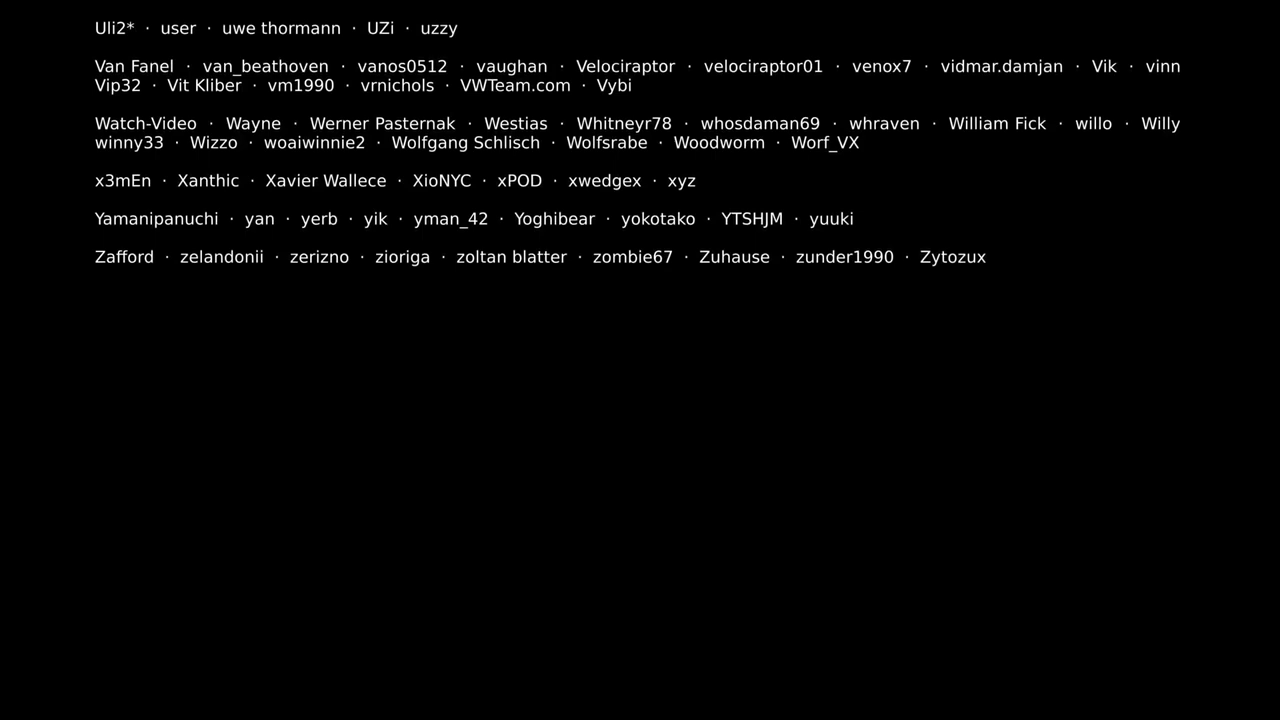 Uli2* · user · uwe thormann · UZi · uzzy
Van Fanel · van_beathoven · vanos0512 · vaughan · Velociraptor · velociraptor01 · venox7 · vidmar.damjan · Vik · vinn
Vip32 · Vit Kliber · vm1990 · vrnichols · VWTeam.com · Vybi
Watch-Video · Wayne · Werner Pasternak · Westias · Whitneyr78 · whosdaman69 · whraven · William Fick · willo · Willy
winny33 · Wizzo · woaiwinnie2 · Wolfgang Schlisch · Wolfsrabe · Woodworm · Worf_VX
x3mEn · Xanthic · Xavier Wallece · XioNYC · xPOD · xwedgex · xyz
Yamanipanuchi · yan · yerb · yik · yman_42 · Yoghibear · yokotako · YTSHJM · yuuki
Zafford · zelandonii · zerizno · zioriga · zoltan blatter · zombie67 · Zuhause · zunder1990 · Zytozux